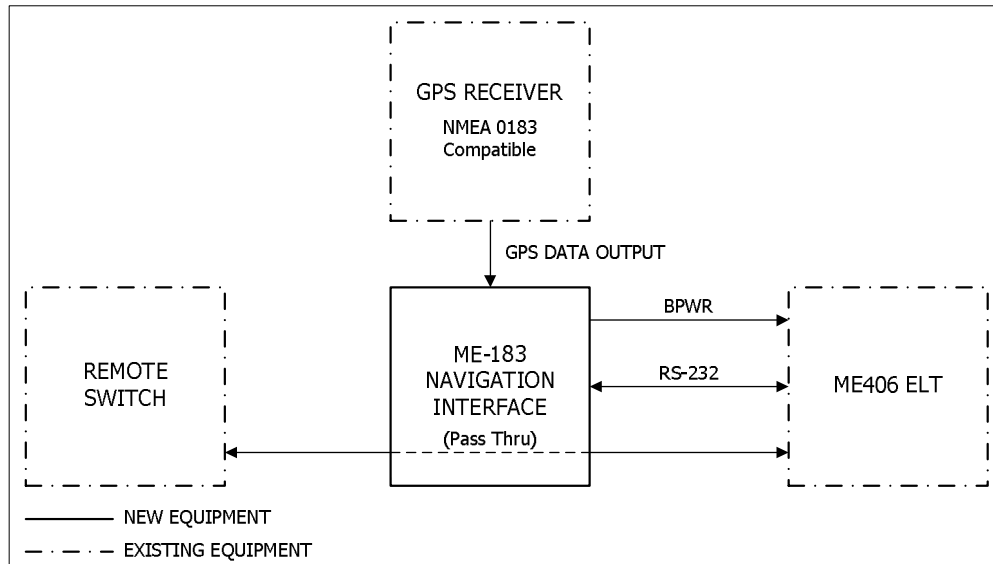 GPS RECEIVER
NMEA 0183
Compatible
GPS DATA OUTPUT
REMOTE
SWITCH
ME-183
NAVIGATION
INTERFACE
(Pass Thru)
BPWR
RS-232
ME406 ELT
NEW EQUIPMENT
EXISTING EQUIPMENT